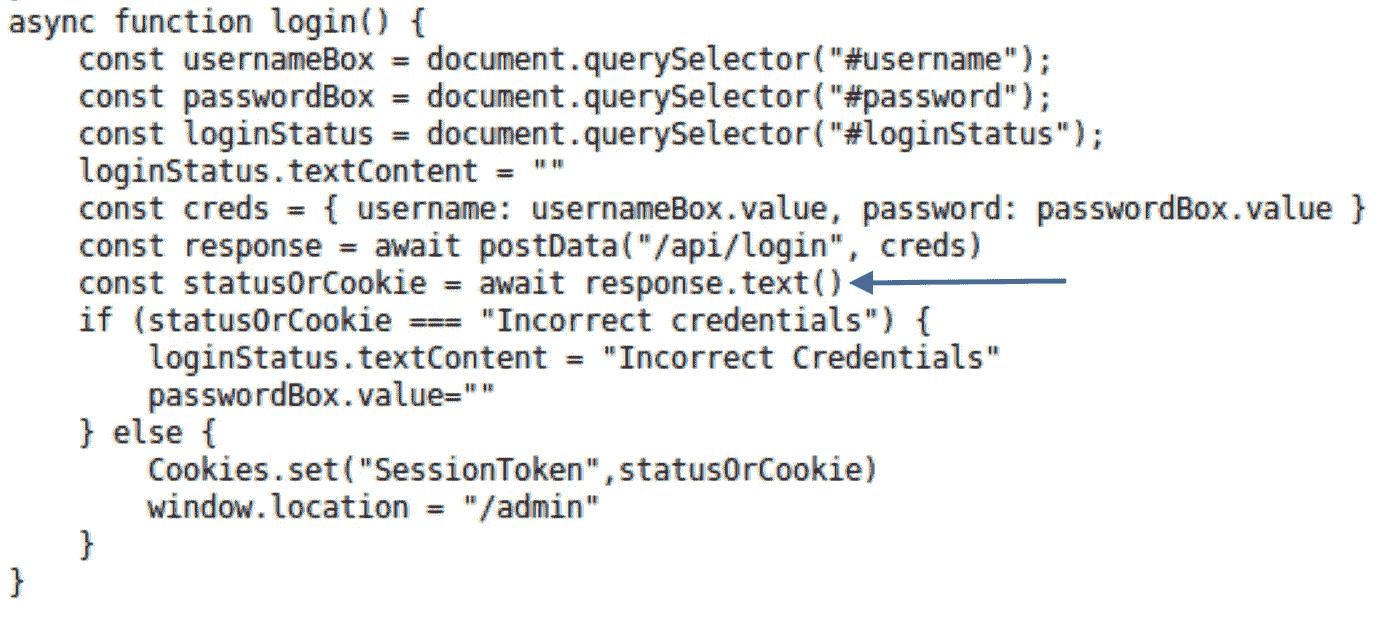 async function login() {
    const usernameBox = document.querySelector("#username");
    const passwordBox = document.querySelector("#password");
    const loginStatus = document.querySelector("#loginStatus");
    loginStatus.textContent = ""
    const creds = { username: usernameBox.value, password: passwordBox.value }
    const response = await postData("/api/login", creds)
    const statusOrCookie = await response.text()
    if (statusOrCookie === "Incorrect credentials") {
        loginStatus.textContent = "Incorrect Credentials"
        passwordBox.value=""
    } else {
        Cookies.set("SessionToken",statusOrCookie)
        window.location = "/admin"
    }
}